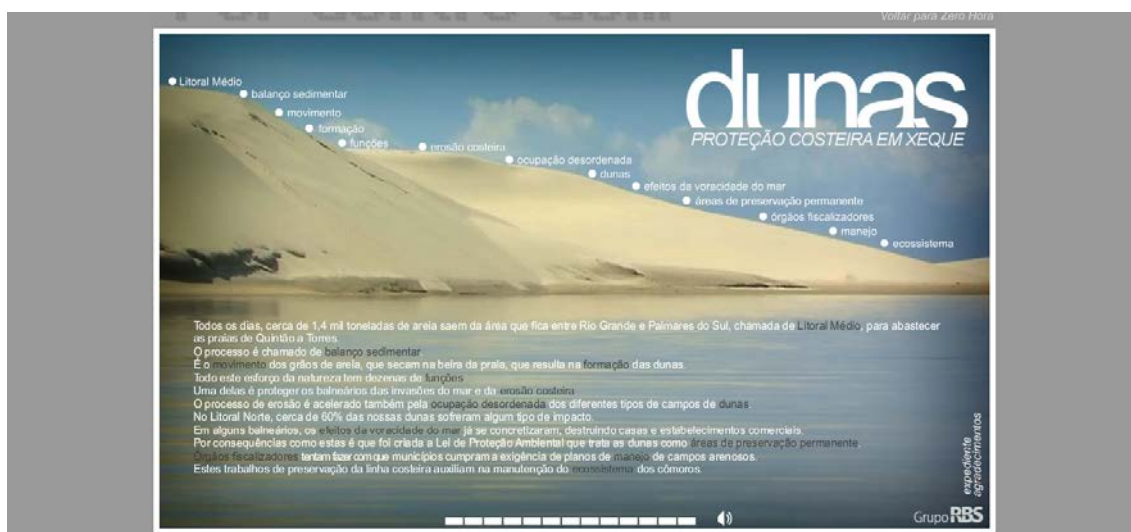 Voltar para Zero Hora
dunas
PROTEÇÃO COSTEIRA EM XEQUE
Litoral Médio
balanço sedimentar
movimento
formação
funções
erosão costeira
ocupação desordenada
dunas
efeitos da voracidade do mar
áreas de preservação permanente
órgãos fiscalizadores
manejo
ecossistema
Todos os dias, cerca de 1,4 mil toneladas de areia saem da área que fica entre Rio Grande e Palmares do Sul, chamada de Litoral Médio, para abastecer
as praias de Quintão a Torres.
O processo é chamado de balanço sedimentar.
É o movimento dos grãos de areia, que secam na beira da praia, que resulta na formação das dunas.
Todo este esforço da natureza tem dezenas de funções
Uma delas é proteger os balneários das invasões do mar e da erosão costeira
O processo de erosão é acelerado também pela ocupação desordenada dos diferentes tipos de campos de dunas.
No Litoral Norte, cerca de 60% das nossas dunas sofreram algum tipo de impacto.
Em alguns balneários, os efeitos da voracidade do mar já se concretizaram, destruindo casas e estabelecimentos comerciais.
Por consequências como estas é que foi criada a Lei de Proteção Ambiental que trata as dunas como áreas de preservação permanente.
Órgãos fiscalizadores tentam fazer com que municípios cumpram a exigência de planos de manejo de campos arenosos.
Estes trabalhos de preservação da linha costeira auxiliam na manutenção do ecossistema dos cômoros.
expediente
agradecimentos
Grupo RBS